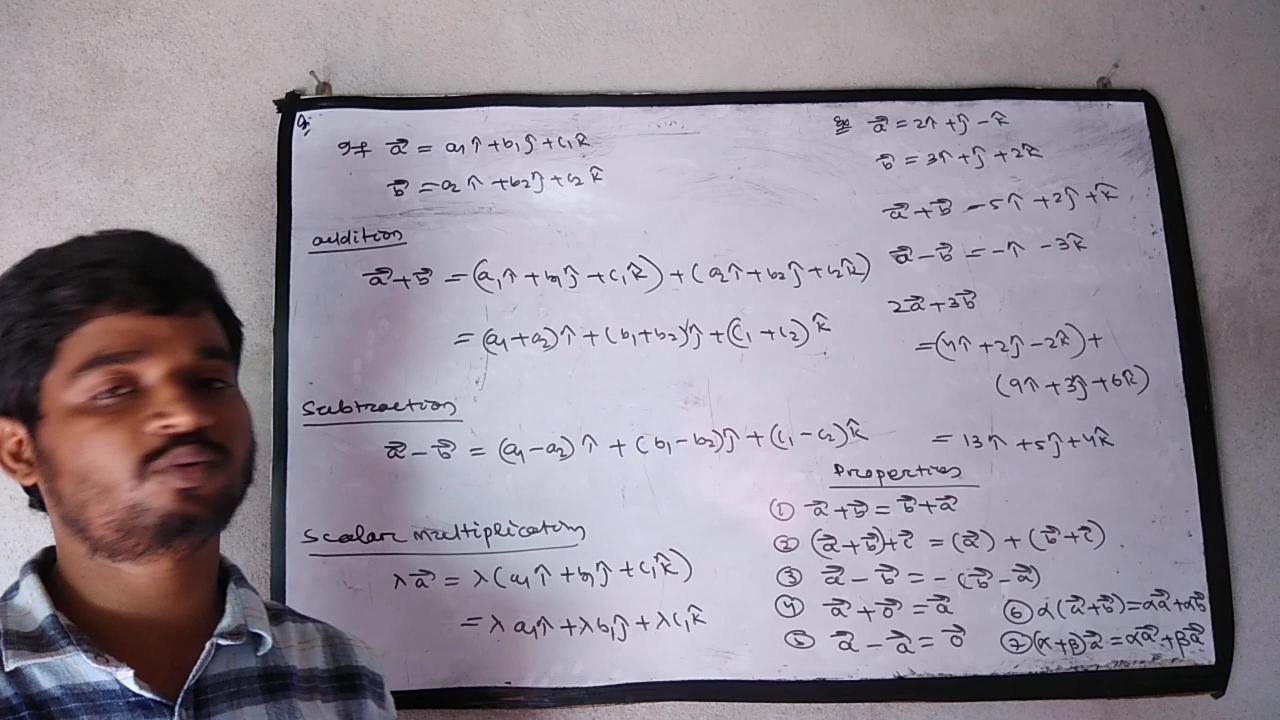 If a⃗ = a₁î + b₁ĵ + c₁k̂
b⃗ = a₂î + b₂ĵ + c₂k̂
addition
a⃗ + b⃗ = (a₁î + b₁ĵ + c₁k̂) + (a₂î + b₂ĵ + c₂k̂)
= (a₁ + a₂)î + (b₁ + b₂)ĵ + (c₁ + c₂)k̂
Subtraction
a⃗ − b⃗ = (a₁ − a₂)î + (b₁ − b₂)ĵ + (c₁ − c₂)k̂
Scalar multiplication
λa⃗ = λ(a₁î + b₁ĵ + c₁k̂)
= λa₁î + λb₁ĵ + λc₁k̂
Ex a⃗ = 2î + ĵ − k̂
b⃗ = 3î + ĵ + 2k̂
a⃗ + b⃗ = 5î + 2ĵ + k̂
a⃗ − b⃗ = −î − 3k̂
2a⃗ + 3b⃗
= (4î + 2ĵ − 2k̂) +
(9î + 3ĵ + 6k̂)
= 13î + 5ĵ + 4k̂
Properties
① a⃗ + b⃗ = b⃗ + a⃗
② (a⃗ + b⃗) + c⃗ = (a⃗) + (b⃗ + c⃗)
③ a⃗ − b⃗ = −(b⃗ − a⃗)
④ a⃗ + 0⃗ = a⃗
⑤ a⃗ − a⃗ = 0⃗
⑥ α(a⃗ + b⃗) = αa⃗ + αb⃗
⑦ (α + β)a⃗ = αa⃗ + βa⃗